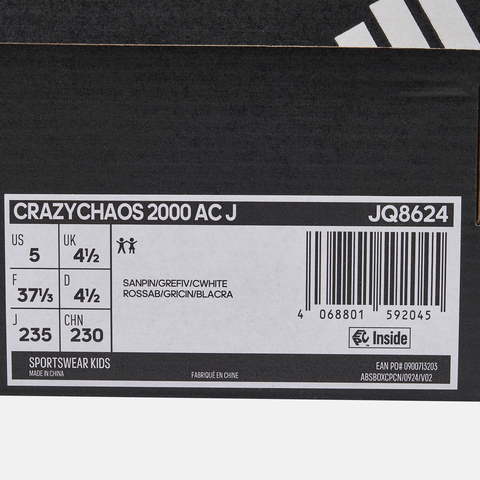 CRAZYCHAOS 2000 AC J JQ8624
US 5 UK 4½
F 37⅓ D 4½
J 235 CHN 230
SANPIN/GREFIV/CWHITE
ROSSAB/GRICIN/BLACRA
4 068801 592045
Inside
SPORTSWEAR KIDS
MADE IN CHINA
FABRIQUÉ EN CHINE
EAN PO# 0900713203
ABSBOXCPCN/0924/V02